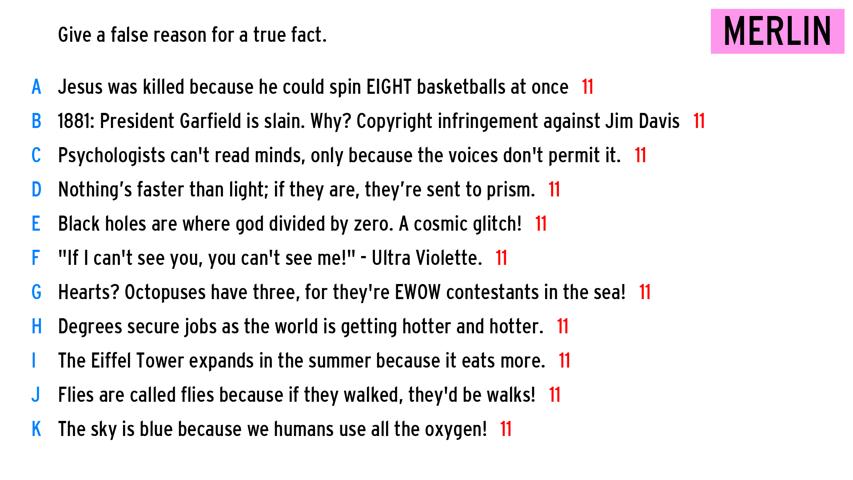 Give a false reason for a true fact.
MERLIN
A Jesus was killed because he could spin EIGHT basketballs at once 11
B 1881: President Garfield is slain. Why? Copyright infringement against Jim Davis 11
C Psychologists can't read minds, only because the voices don't permit it. 11
D Nothing’s faster than light; if they are, they’re sent to prism. 11
E Black holes are where god divided by zero. A cosmic glitch! 11
F "If I can't see you, you can't see me!" - Ultra Violette. 11
G Hearts? Octopuses have three, for they're EWOW contestants in the sea! 11
H Degrees secure jobs as the world is getting hotter and hotter. 11
I The Eiffel Tower expands in the summer because it eats more. 11
J Flies are called flies because if they walked, they'd be walks! 11
K The sky is blue because we humans use all the oxygen! 11